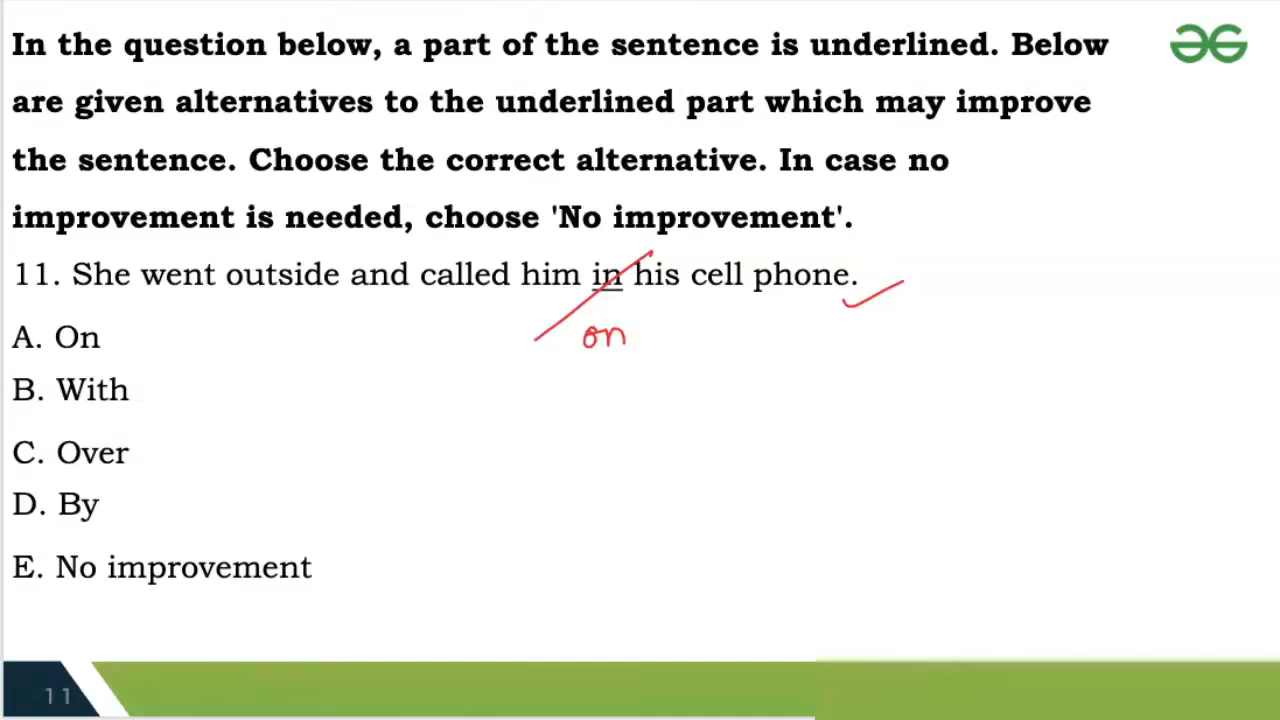 In the question below, a part of the sentence is underlined. Below
are given alternatives to the underlined part which may improve
the sentence. Choose the correct alternative. In case no
improvement is needed, choose 'No improvement'.
11. She went outside and called him in his cell phone.
on
A. On
B. With
C. Over
D. By
E. No improvement
11